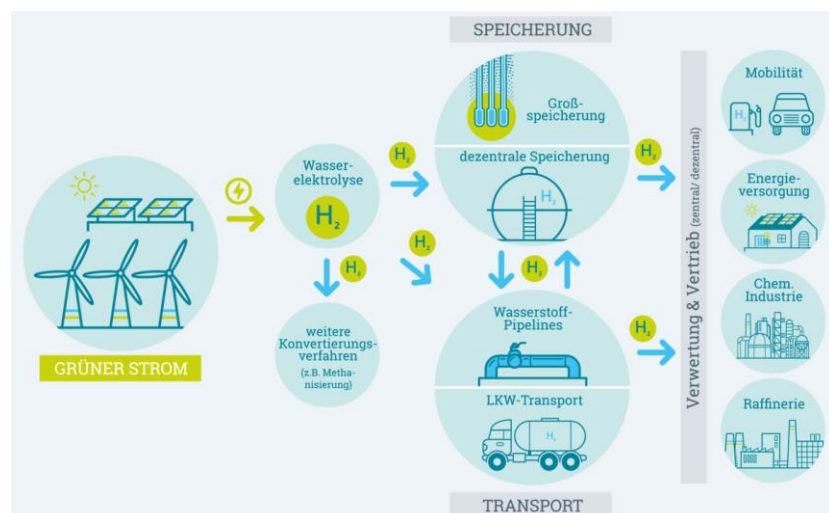 SPEICHERUNG
Groß-
speicherung
dezentrale Speicherung
H₂
GRÜNER STROM
Wasser-
elektrolyse
H₂
H₂
H₂
H₂
weitere
Konvertierungs-
verfahren
(z.B. Metha-
nisierung)
H₂
Wasserstoff-
Pipelines
LKW-Transport
H₂
TRANSPORT
H₂
H₂
Verwertung & Vertrieb (zentral/ dezentral)
Mobilität
H₂
Energie-
versorgung
Chem.
Industrie
Raffinerie